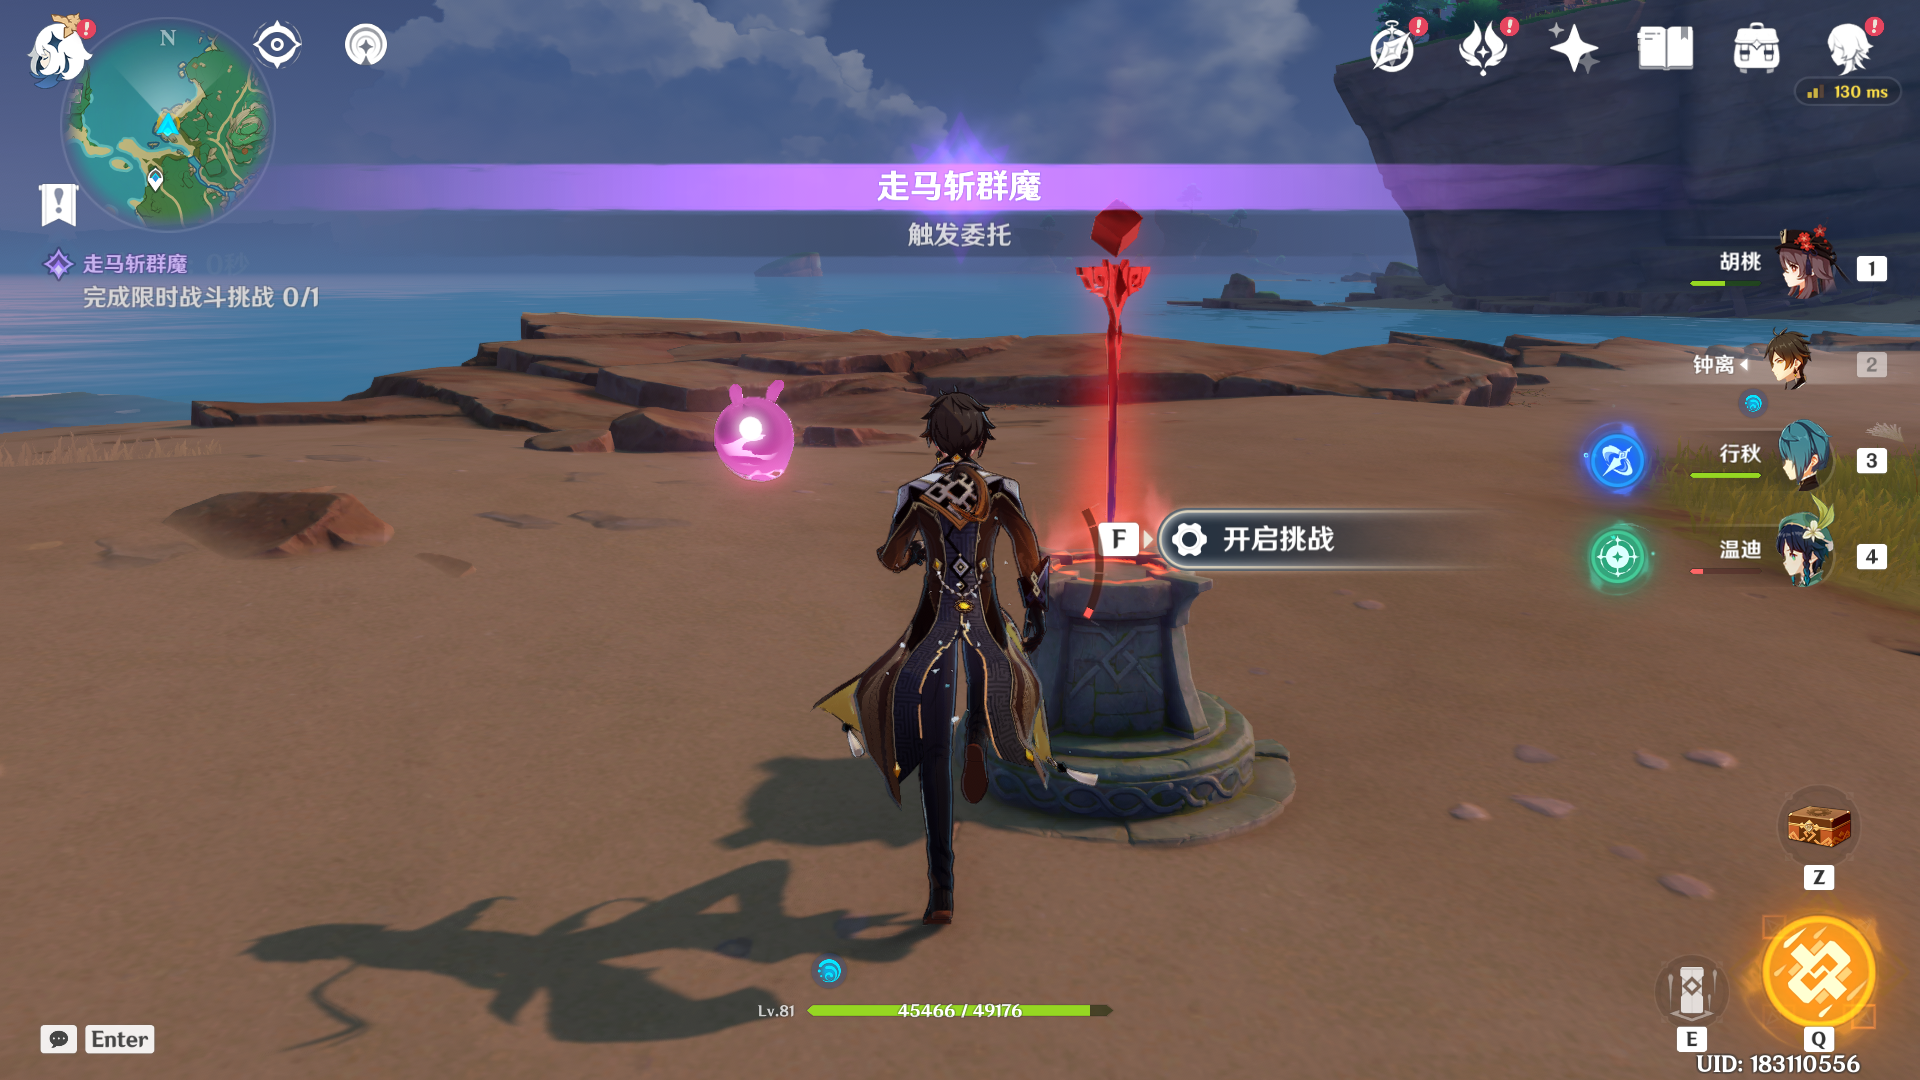 N
130 ms
走马斩群魔
触发委托
走马斩群魔 0秒
完成限时战斗挑战 0/1
胡桃 1
钟离 2
行秋 3
温迪 4
F 开启挑战
Z
Lv.81 45466 / 49176
Enter
E
Q
UID: 183110556